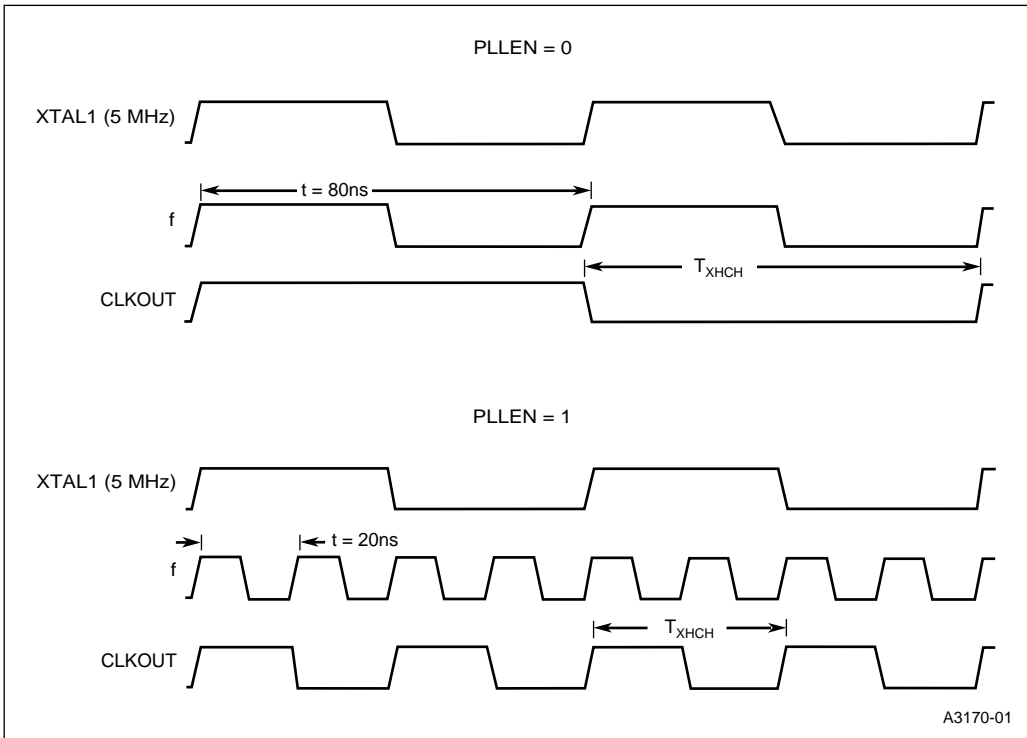 PLLEN = 0
XTAL1 (5 MHz)
t = 80ns
f
TXHCH
CLKOUT
PLLEN = 1
XTAL1 (5 MHz)
t = 20ns
f
TXHCH
CLKOUT
A3170-01